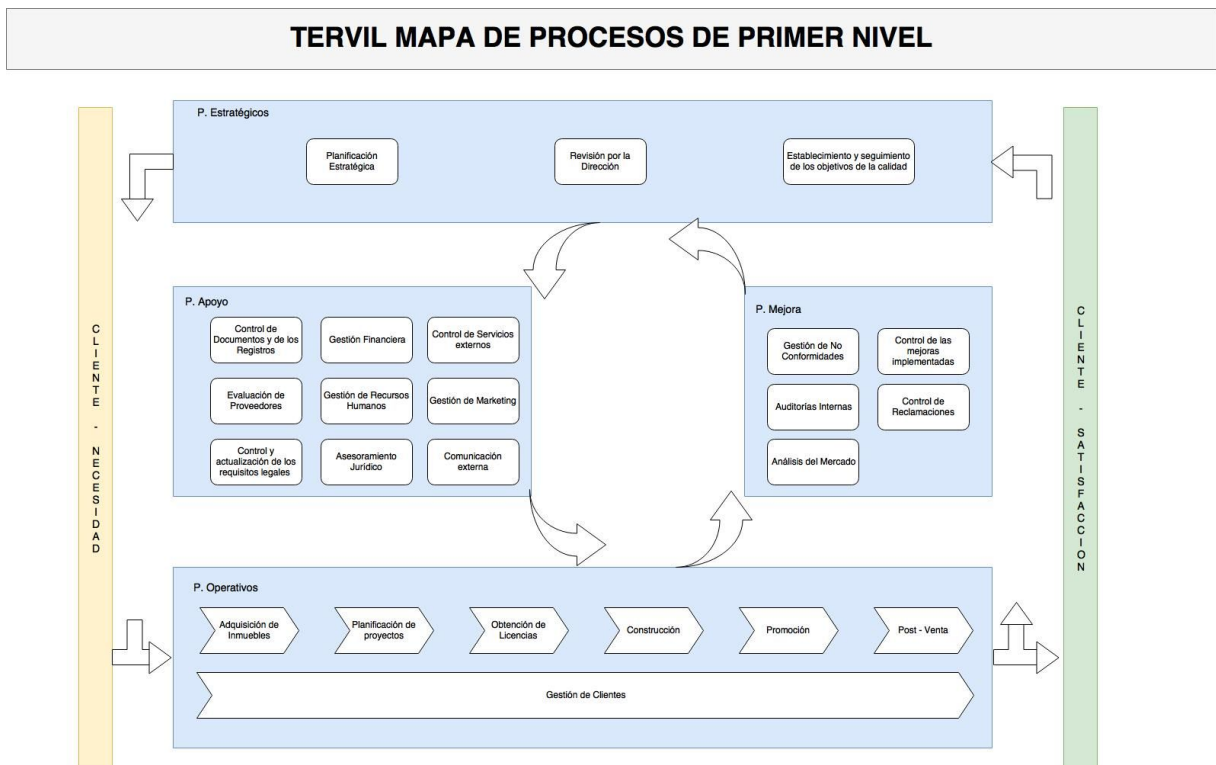 TERVIL MAPA DE PROCESOS DE PRIMER NIVEL
CLIENTE - NECESIDAD
P. Estratégicos
Planificación
Estratégica
Revisión por la
Dirección
Establecimiento y seguimiento
de los objetivos de la calidad
P. Apoyo
Control de
Documentos y de los
Registros
Gestión Financiera
Control de Servicios
externos
Evaluación de
Proveedores
Gestión de Recursos
Humanos
Gestión de Marketing
Control y
actualización de los
requisitos legales
Asesoramiento
Jurídico
Comunicación
externa
P. Mejora
Gestión de No
Conformidades
Control de las
mejoras
implementadas
Auditorías Internas
Control de
Reclamaciones
Análisis del Mercado
P. Operativos
Adquisición de
Inmuebles
Planificación de
proyectos
Obtención de
Licencias
Construcción
Promoción
Post - Venta
Gestión de Clientes
CLIENTE - SATISFACCION